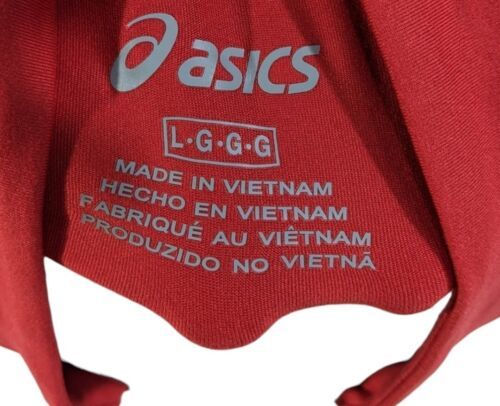 asics
L·G·G·G
MADE IN VIETNAM
HECHO EN VIETNAM
FABRIQUÉ AU VIÊTNAM
PRODUZIDO NO VIETNÃ